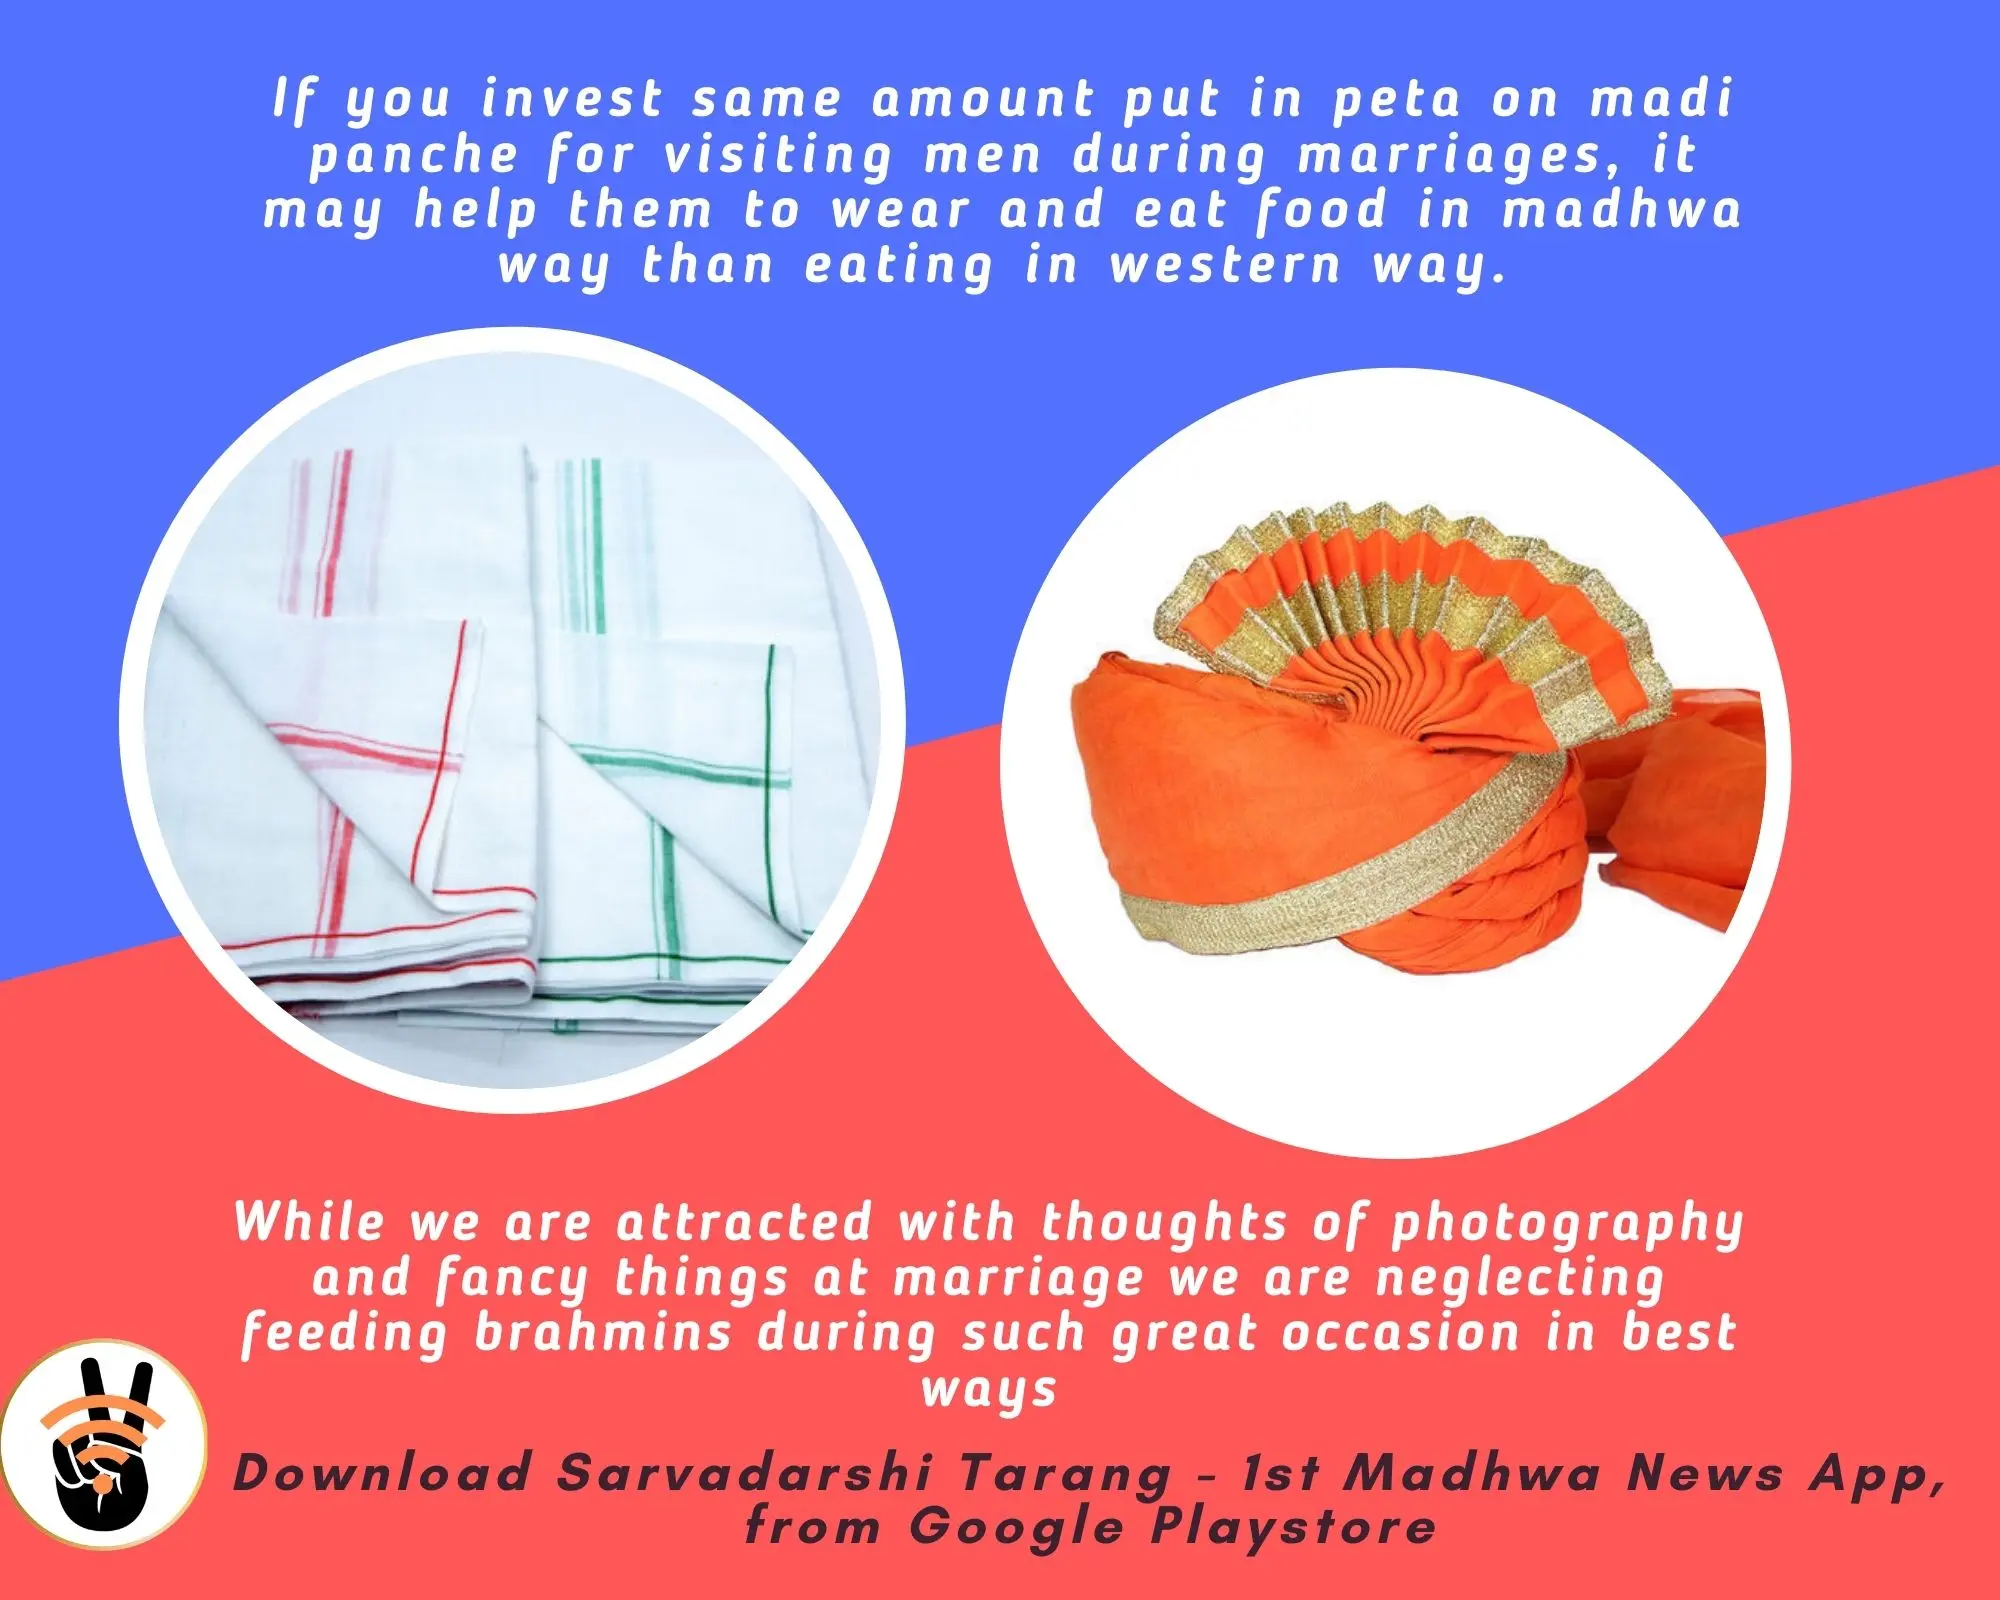 If you invest same amount put in peta on madi
panche for visiting men during marriages, it
may help them to wear and eat food in madhwa
way than eating in western way.
While we are attracted with thoughts of photography
and fancy things at marriage we are neglecting
feeding brahmins during such great occasion in best
ways
Download Sarvadarshi Tarang - 1st Madhwa News App,
from Google Playstore